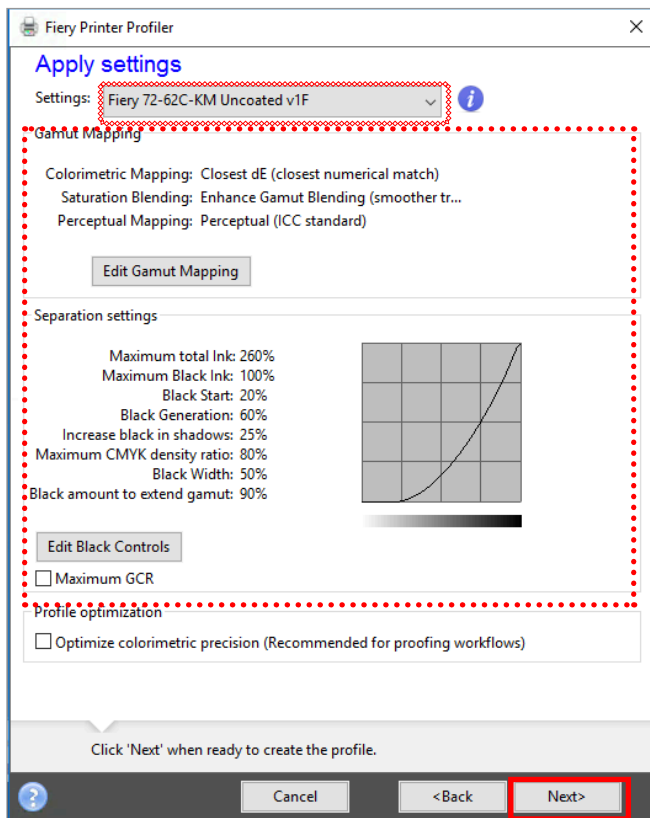 Fiery Printer Profiler
Apply settings
Settings: Fiery 72-62C-KM Uncoated v1F
Gamut Mapping
Colorimetric Mapping: Closest dE (closest numerical match)
Saturation Blending: Enhance Gamut Blending (smoother tr...
Perceptual Mapping: Perceptual (ICC standard)
Edit Gamut Mapping
Separation settings
Maximum total Ink: 260%
Maximum Black Ink: 100%
Black Start: 20%
Black Generation: 60%
Increase black in shadows: 25%
Maximum CMYK density ratio: 80%
Black Width: 50%
Black amount to extend gamut: 90%
Edit Black Controls
Maximum GCR
Profile optimization
Optimize colorimetric precision (Recommended for proofing workflows)
Click 'Next' when ready to create the profile.
Cancel <Back Next>